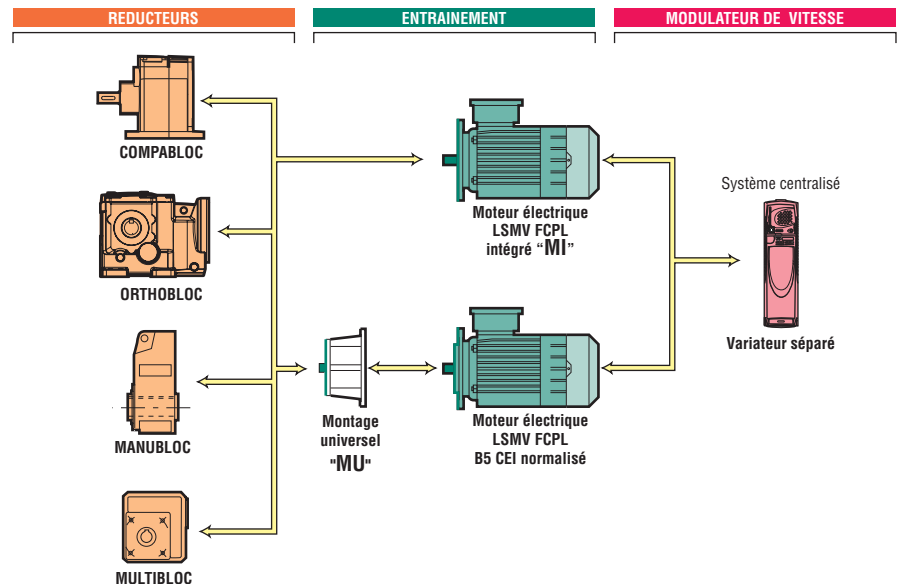 REDUCTEURS
ENTRAINEMENT
MODULATEUR DE VITESSE
COMPABLOC
ORTHOBLOC
MANUBLOC
MULTIBLOC
Moteur électrique
LSMV FCPL
intégré “MI”
Montage
universel
"MU"
Moteur électrique
LSMV FCPL
B5 CEI normalisé
Système centralisé
Variateur séparé